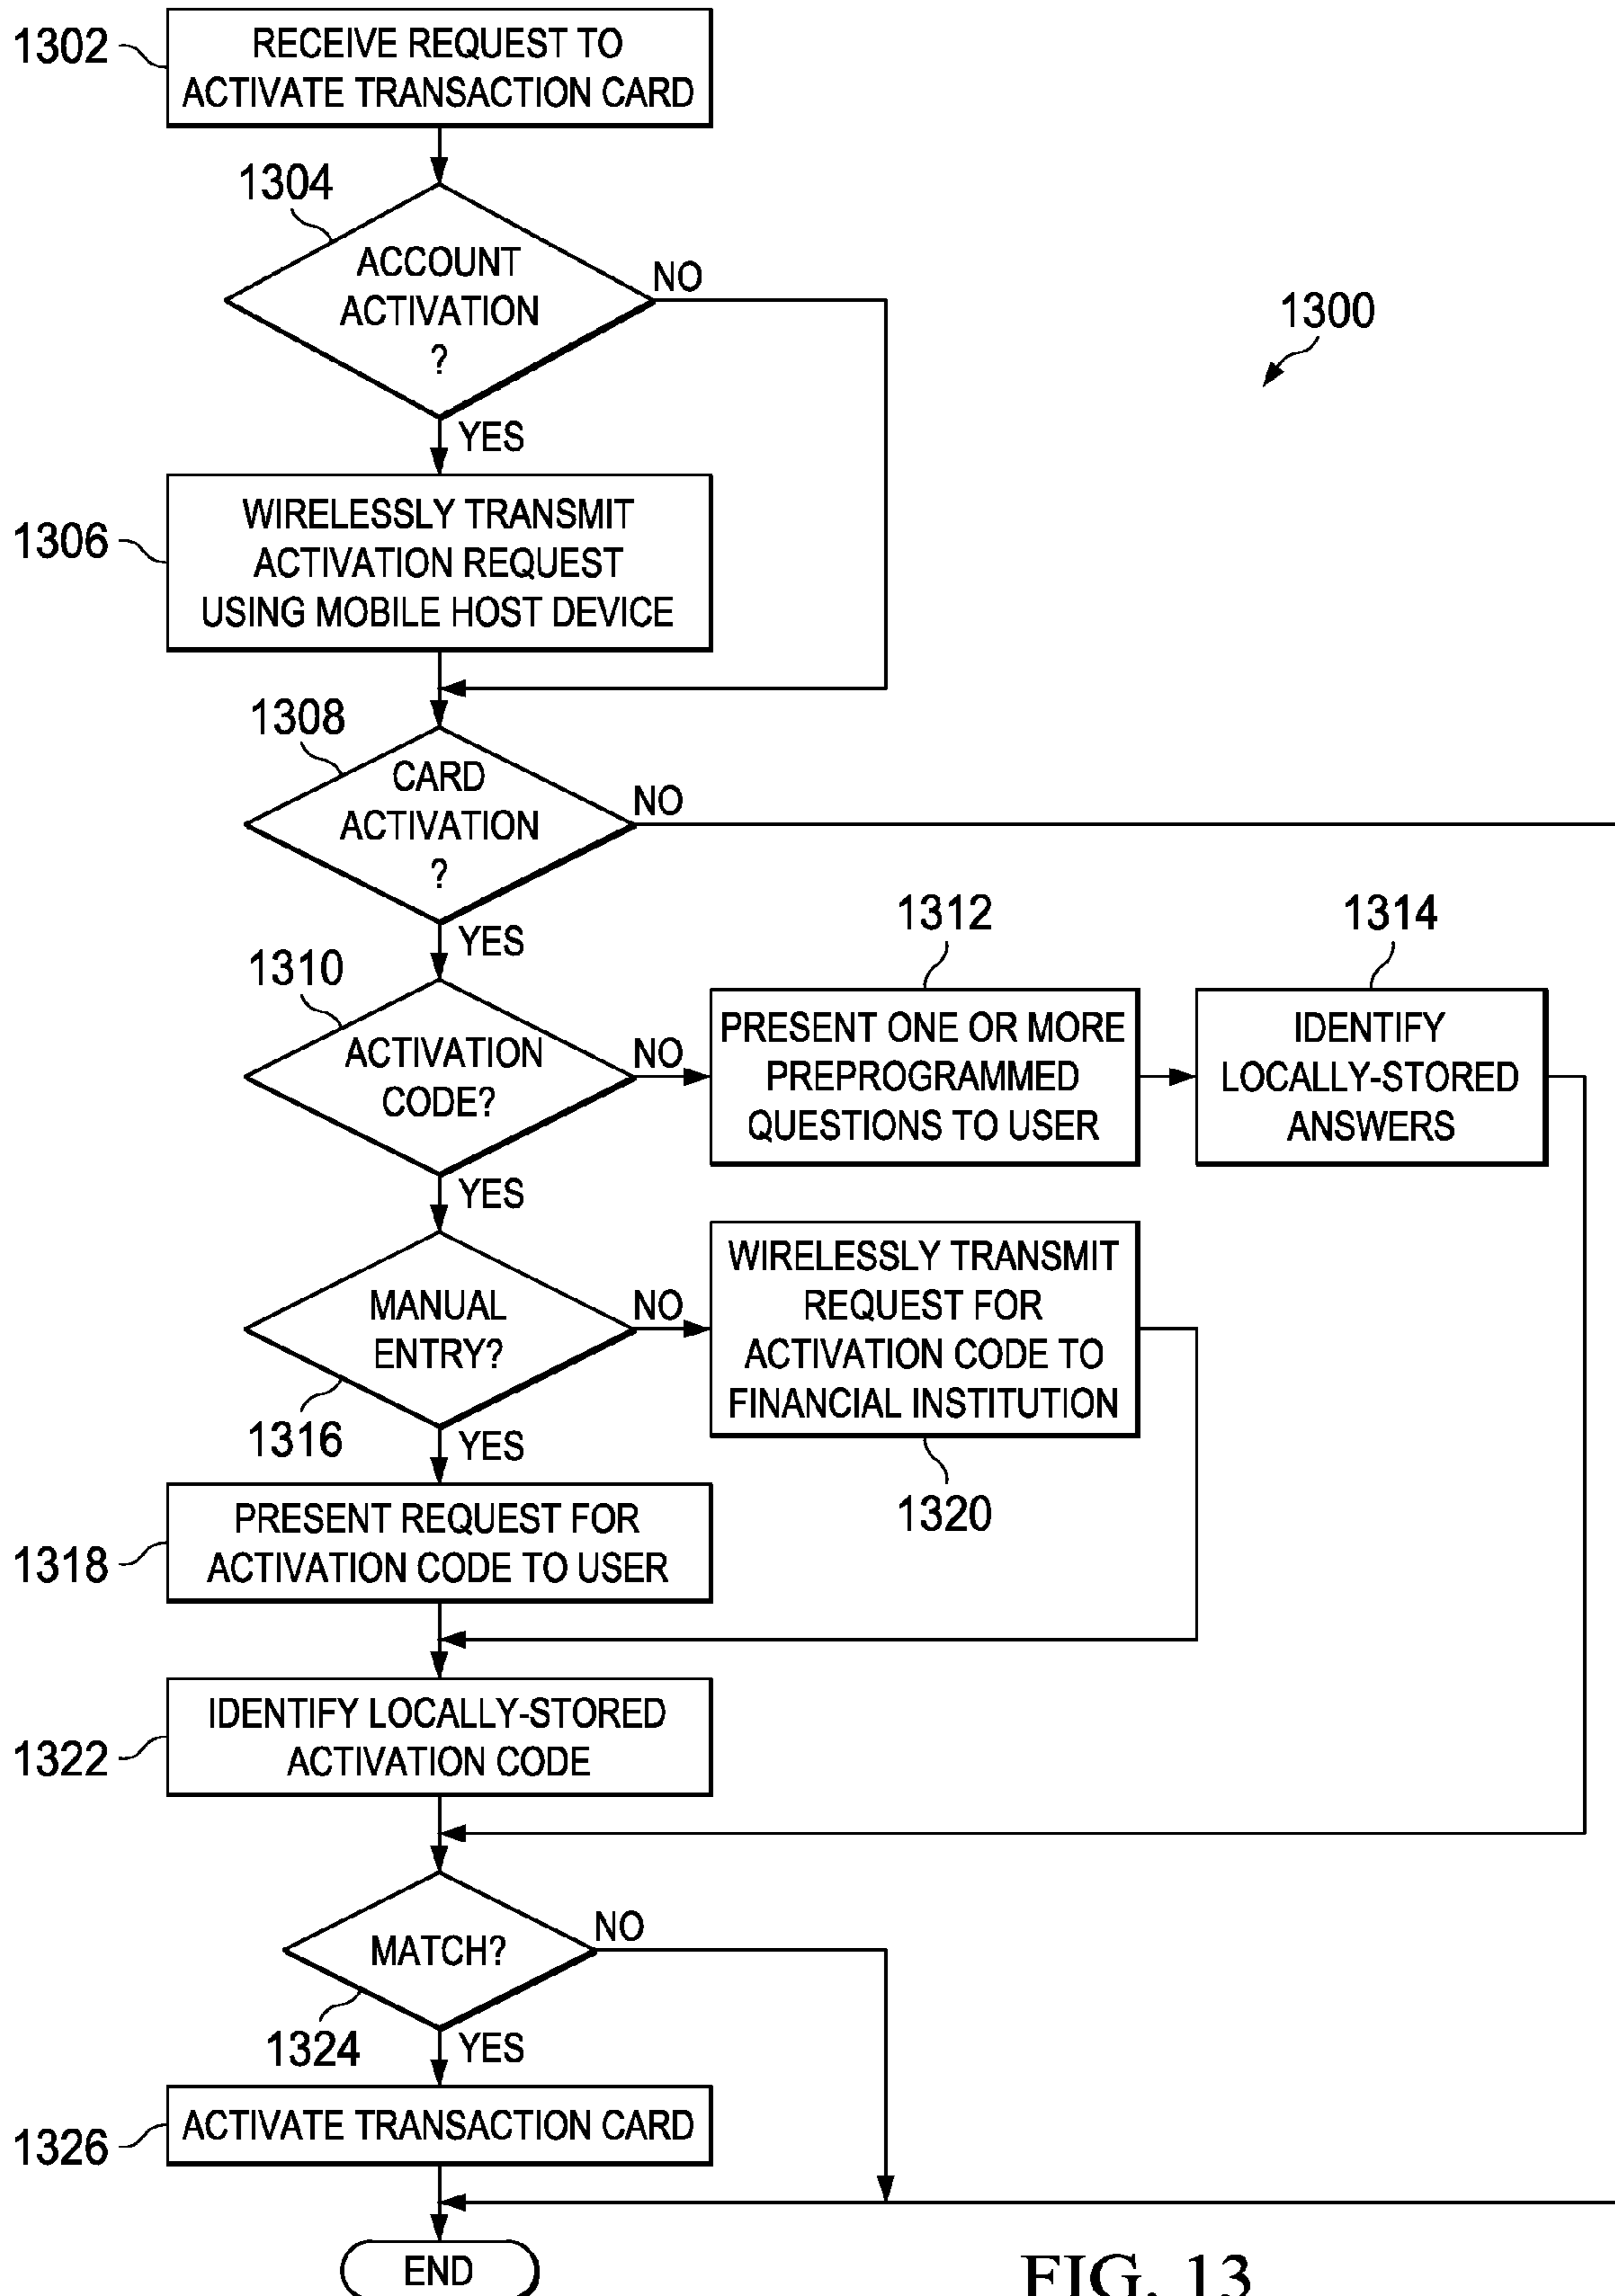 1302
RECEIVE REQUEST TO
ACTIVATE TRANSACTION CARD
1304
ACCOUNT
ACTIVATION
?
NO
YES
1300
1306
WIRELESSLY TRANSMIT
ACTIVATION REQUEST
USING MOBILE HOST DEVICE
1308
CARD
ACTIVATION
?
NO
YES
1310
ACTIVATION
CODE?
NO
YES
1312
PRESENT ONE OR MORE
PREPROGRAMMED
QUESTIONS TO USER
1314
IDENTIFY
LOCALLY-STORED
ANSWERS
MANUAL
ENTRY?
NO
1316
YES
WIRELESSLY TRANSMIT
REQUEST FOR
ACTIVATION CODE TO
FINANCIAL INSTITUTION
1320
1318
PRESENT REQUEST FOR
ACTIVATION CODE TO USER
1322
IDENTIFY LOCALLY-STORED
ACTIVATION CODE
MATCH?
NO
1324
YES
1326
ACTIVATE TRANSACTION CARD
END
FIG. 13